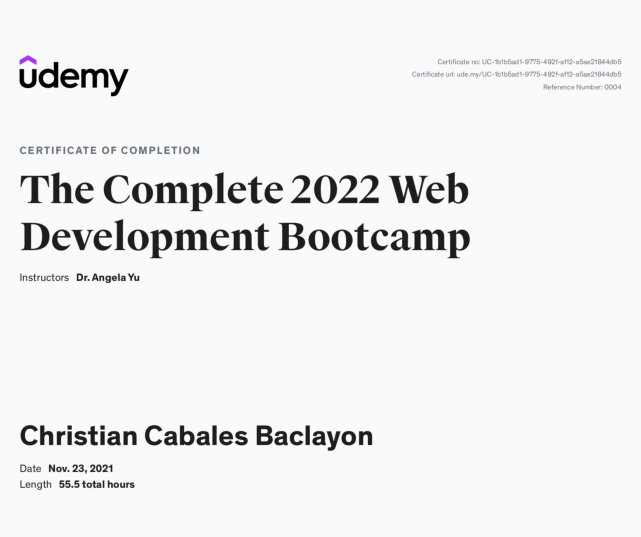 udemy
Certificate no: UC-1b1b5ad1-9775-492f-af12-a5ae21844db5
Certificate url: ude.my/UC-1b1b5ad1-9775-492f-af12-a5ae21844db5
Reference Number: 0004
CERTIFICATE OF COMPLETION
The Complete 2022 Web
Development Bootcamp
Instructors Dr. Angela Yu
Christian Cabales Baclayon
Date Nov. 23, 2021
Length 55.5 total hours